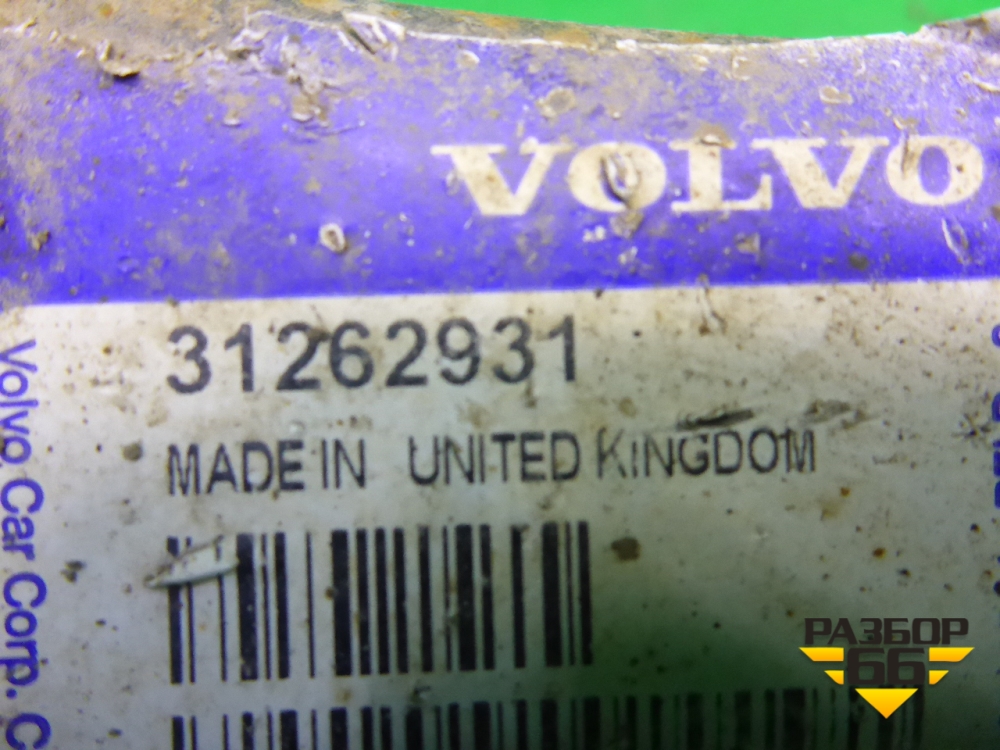 VOLVO
31262931
MADE IN UNITED KINGDOM
Volvo Car Corp.
РАЗБОР
66